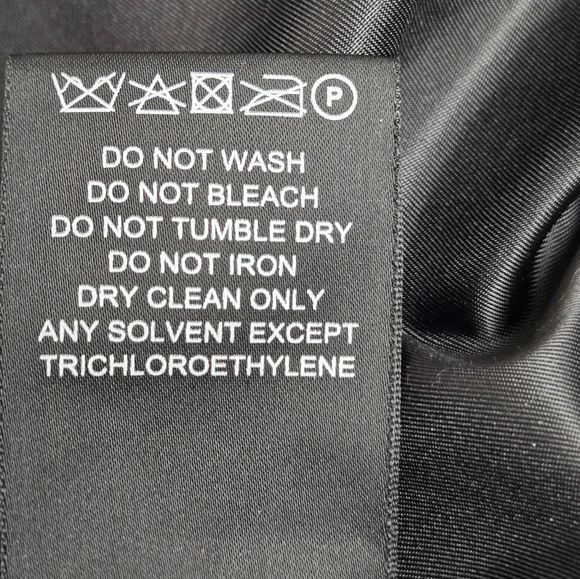 P
DO NOT WASH
DO NOT BLEACH
DO NOT TUMBLE DRY
DO NOT IRON
DRY CLEAN ONLY
ANY SOLVENT EXCEPT
TRICHLOROETHYLENE